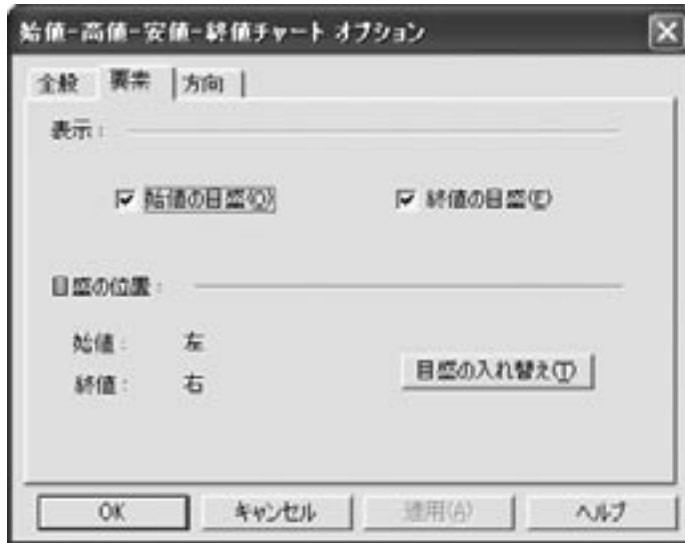 始値-高値-安値-終値チャート オプション
全般 要素 方向
表示:
始値の目盛(O) 終値の目盛(E)
目盛の位置:
始値: 左
終値: 右
目盛の入れ替え(T)
OK キャンセル 適用(A) ヘルプ